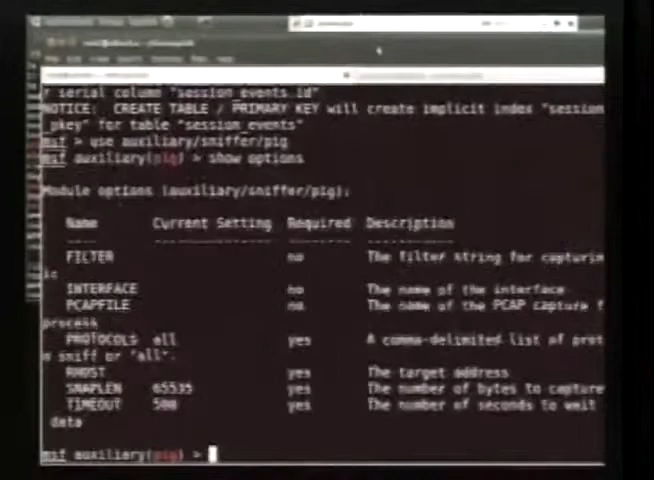 r serial column "session_events.id"
NOTICE:  CREATE TABLE / PRIMARY KEY will create implicit index "session
_pkey" for table "session_events"
msf > use auxiliary/sniffer/pig
msf auxiliary(pig) > show options
Module options (auxiliary/sniffer/pig):
Name Current Setting Required Description
---- --------------- -------- -----------
FILTER no The filter string for capturin
ic
INTERFACE no The name of the interface
PCAPFILE no The name of the PCAP capture f
process
PROTOCOLS all yes A comma-delimited list of prot
o sniff or "all".
RHOST yes The target address
SNAPLEN 65535 yes The number of bytes to capture
TIMEOUT 500 yes The number of seconds to wait
data
msf auxiliary(pig) >